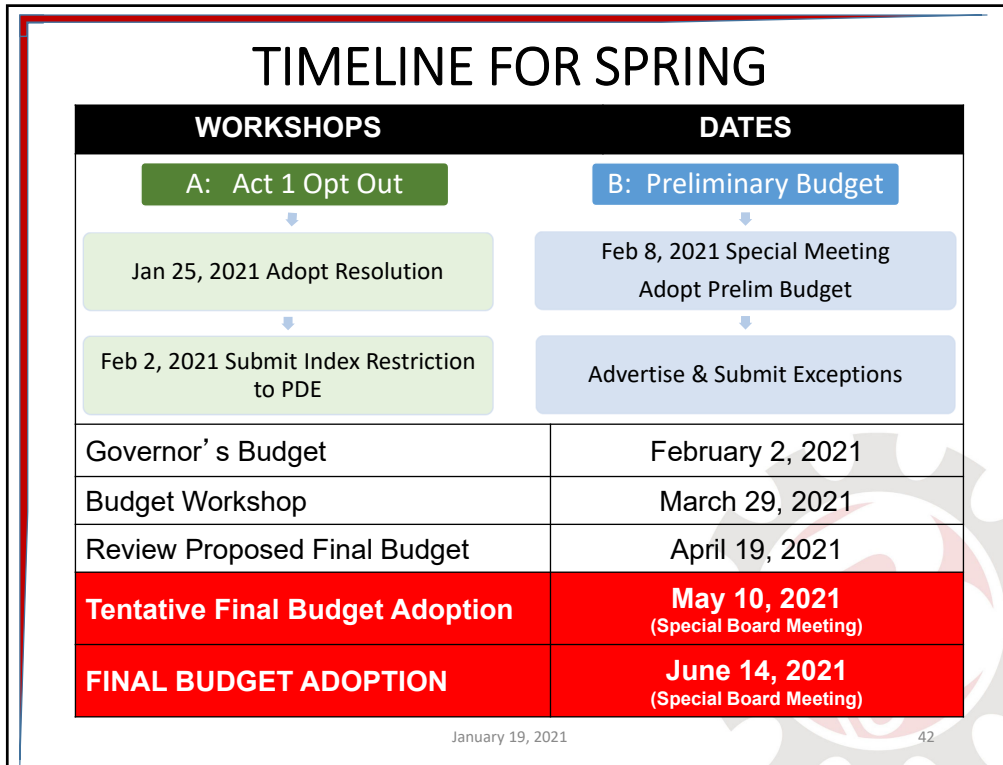 TIMELINE FOR SPRING
WORKSHOPS
DATES
A: Act 1 Opt Out
B: Preliminary Budget
Jan 25, 2021 Adopt Resolution
Feb 8, 2021 Special Meeting
Adopt Prelim Budget
Feb 2, 2021 Submit Index Restriction
to PDE
Advertise & Submit Exceptions
Governor’s Budget
February 2, 2021
Budget Workshop
March 29, 2021
Review Proposed Final Budget
April 19, 2021
Tentative Final Budget Adoption
May 10, 2021
(Special Board Meeting)
FINAL BUDGET ADOPTION
June 14, 2021
(Special Board Meeting)
January 19, 2021
42